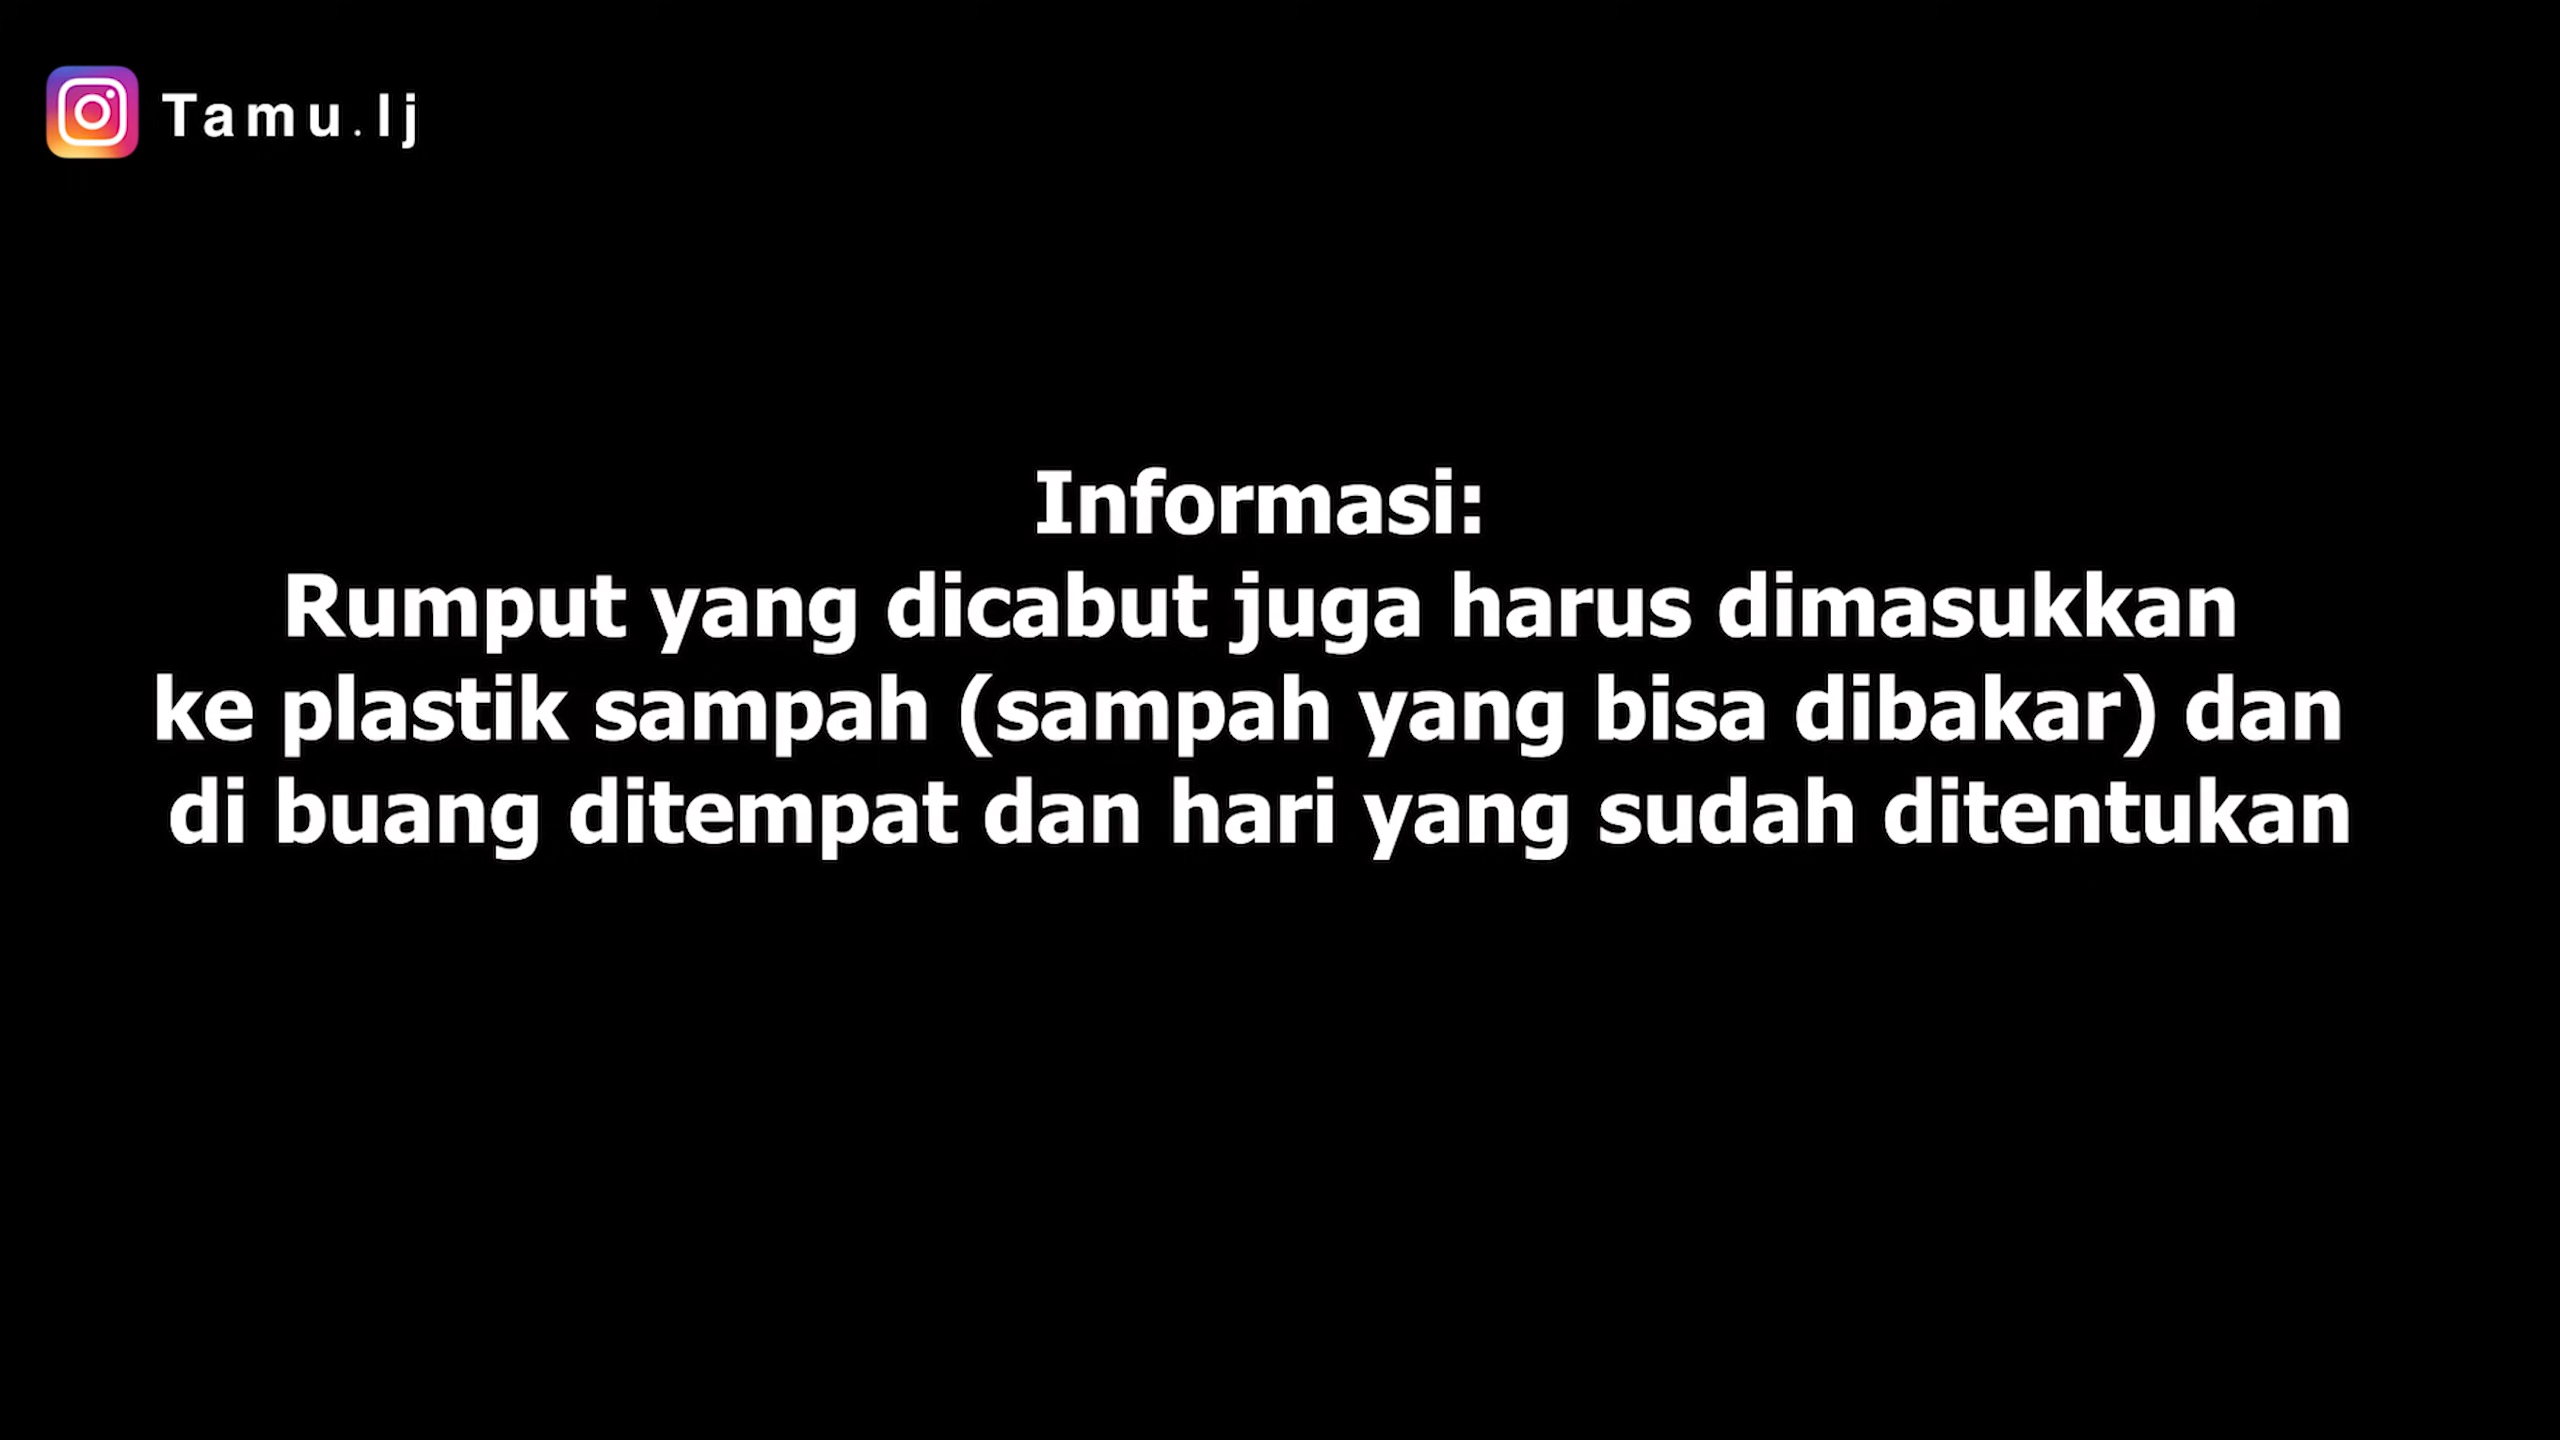 Tamu.lj
Informasi:
Rumput yang dicabut juga harus dimasukkan
ke plastik sampah (sampah yang bisa dibakar) dan
di buang ditempat dan hari yang sudah ditentukan